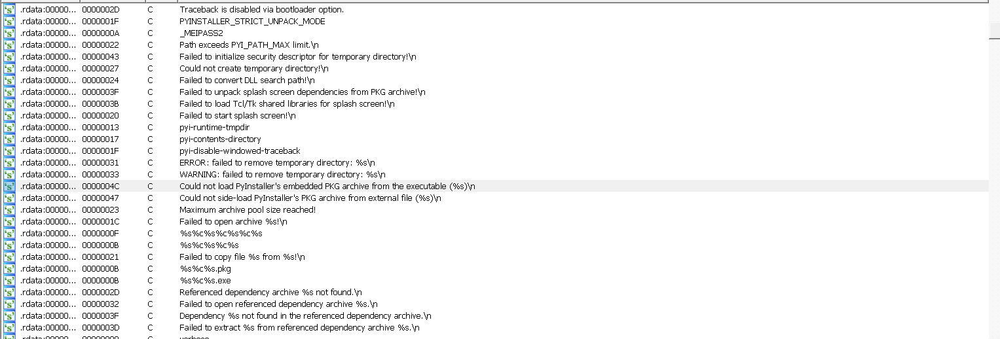 .rdata:00000... 0000002D C Traceback is disabled via bootloader option.
.rdata:00000... 0000001F C PYINSTALLER_STRICT_UNPACK_MODE
.rdata:00000... 0000000A C _MEIPASS2
.rdata:00000... 00000022 C Path exceeds PYI_PATH_MAX limit.\n
.rdata:00000... 00000043 C Failed to initialize security descriptor for temporary directory!\n
.rdata:00000... 00000027 C Could not create temporary directory!\n
.rdata:00000... 00000024 C Failed to convert DLL search path!\n
.rdata:00000... 0000003F C Failed to unpack splash screen dependencies from PKG archive!\n
.rdata:00000... 0000003B C Failed to load Tcl/Tk shared libraries for splash screen!\n
.rdata:00000... 00000020 C Failed to start splash screen!\n
.rdata:00000... 00000013 C pyi-runtime-tmpdir
.rdata:00000... 00000017 C pyi-contents-directory
.rdata:00000... 0000001F C pyi-disable-windowed-traceback
.rdata:00000... 00000031 C ERROR: failed to remove temporary directory: %s\n
.rdata:00000... 00000033 C WARNING: failed to remove temporary directory: %s\n
.rdata:00000... 0000004C C Could not load PyInstaller's embedded PKG archive from the executable (%s)\n
.rdata:00000... 00000047 C Could not side-load PyInstaller's PKG archive from external file (%s)\n
.rdata:00000... 00000023 C Maximum archive pool size reached!
.rdata:00000... 0000001C C Failed to open archive %s!\n
.rdata:00000... 0000000F C %s%c%s%c%s%c%s
.rdata:00000... 0000000B C %s%c%s%c%s
.rdata:00000... 00000021 C Failed to copy file %s from %s!\n
.rdata:00000... 0000000B C %s%c%s.pkg
.rdata:00000... 0000000B C %s%c%s.exe
.rdata:00000... 0000002D C Referenced dependency archive %s not found.\n
.rdata:00000... 00000032 C Failed to open referenced dependency archive %s.\n
.rdata:00000... 0000003F C Dependency %s not found in the referenced dependency archive.\n
.rdata:00000... 0000003D C Failed to extract %s from referenced dependency archive %s.\n